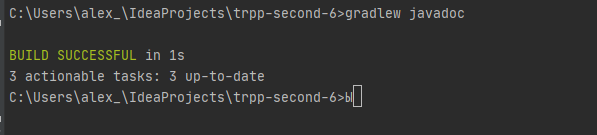 C:\Users\alex_\IdeaProjects\trpp-second-6>gradlew javadoc
BUILD SUCCESSFUL in 1s
3 actionable tasks: 3 up-to-date
C:\Users\alex_\IdeaProjects\trpp-second-6>ы